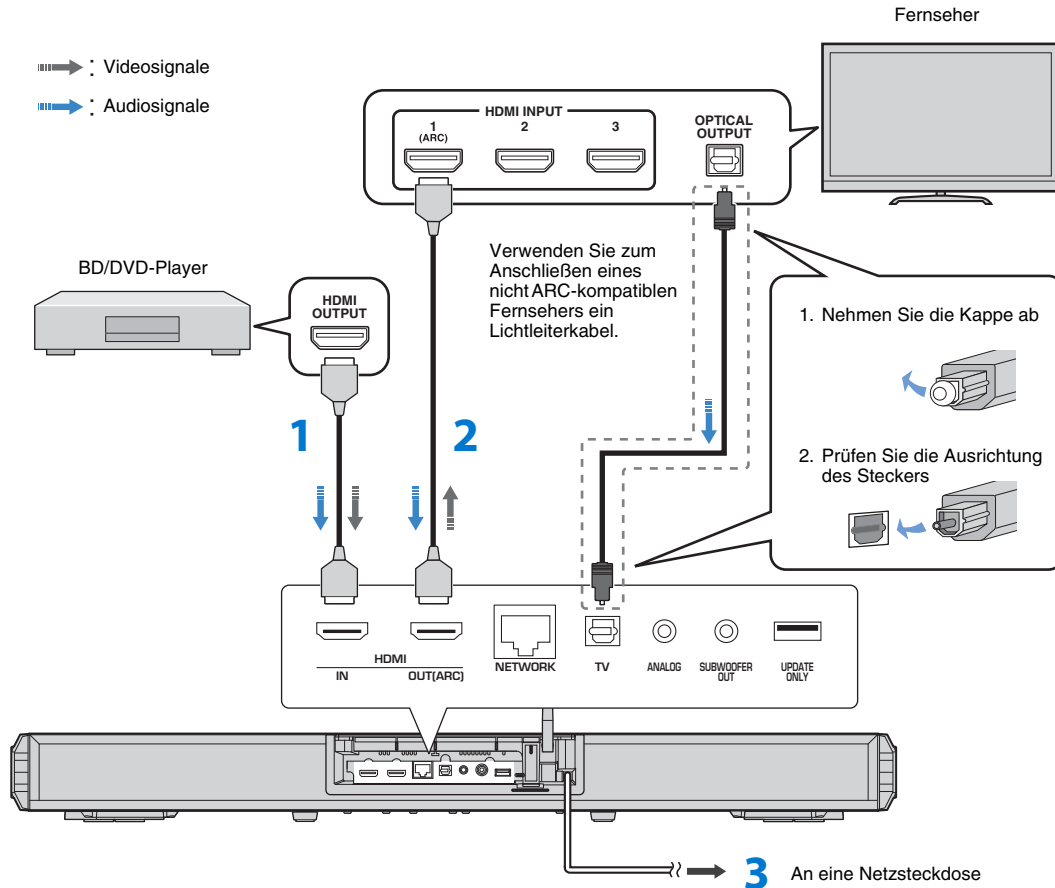 Fernseher
: Videosignale
: Audiosignale
HDMI INPUT
1
(ARC)
2
3
OPTICAL
OUTPUT
BD/DVD-Player
HDMI
OUTPUT
Verwenden Sie zum
Anschließen eines
nicht ARC-kompatiblen
Fernsehers ein
Lichtleiterkabel.
1. Nehmen Sie die Kappe ab
2. Prüfen Sie die Ausrichtung
des Steckers
1
2
HDMI
IN
OUT(ARC)
NETWORK
TV
ANALOG
SUBWOOFER
OUT
UPDATE
ONLY
3 An eine Netzsteckdose